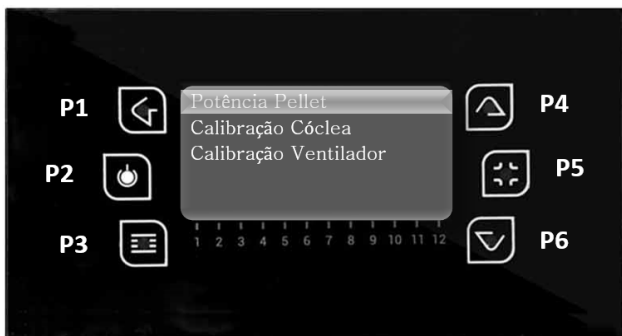 P1
P2
P3
Potência Pellet
Calibração Cóclea
Calibração Ventilador
1 2 3 4 5 6 7 8 9 10 11 12
P4
P5
P6